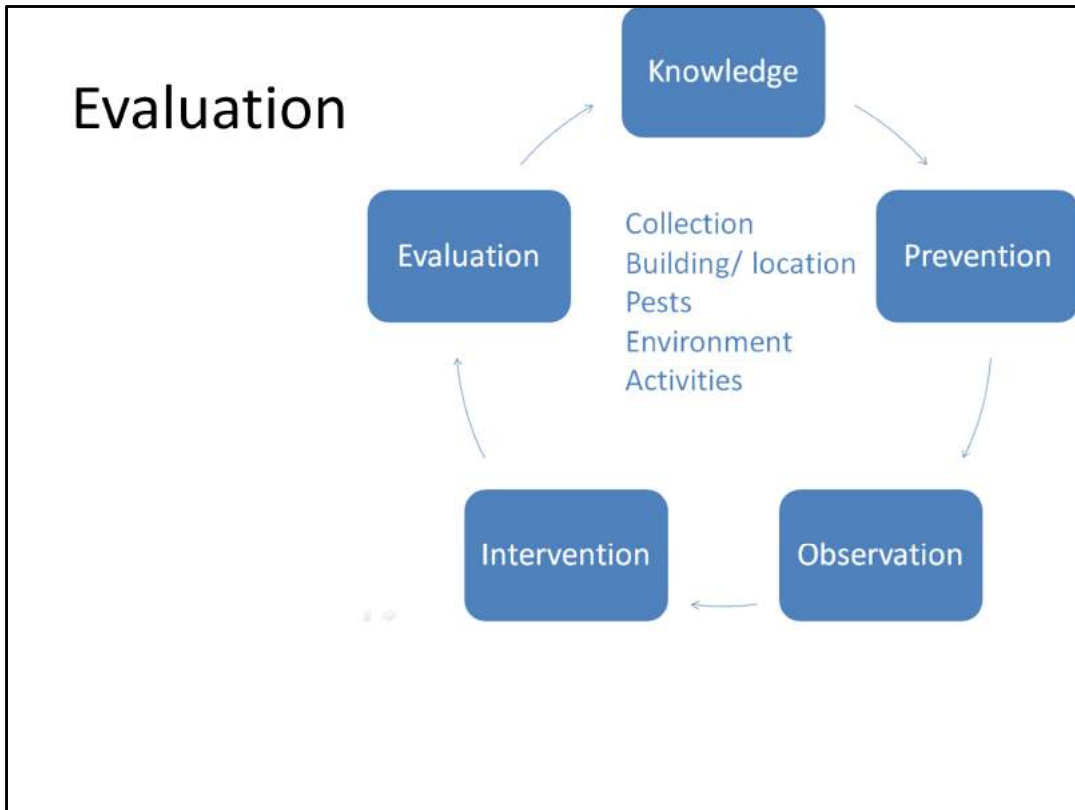 Evaluation
Knowledge
Prevention
Observation
Intervention
Evaluation
Collection
Building/ location
Pests
Environment
Activities